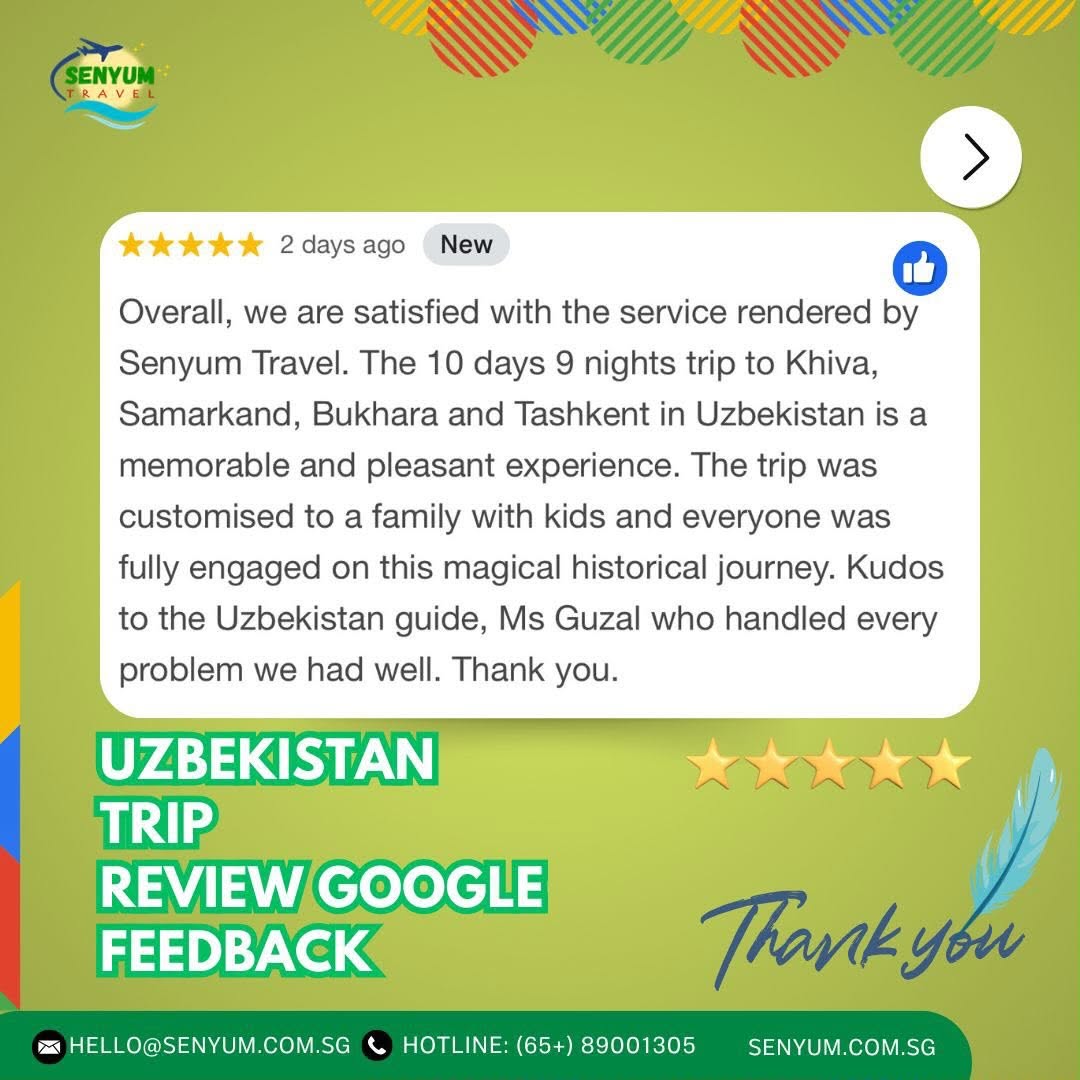 SENYUM
TRAVEL
2 days ago New
Overall, we are satisfied with the service rendered by
Senyum Travel. The 10 days 9 nights trip to Khiva,
Samarkand, Bukhara and Tashkent in Uzbekistan is a
memorable and pleasant experience. The trip was
customised to a family with kids and everyone was
fully engaged on this magical historical journey. Kudos
to the Uzbekistan guide, Ms Guzal who handled every
problem we had well. Thank you.
UZBEKISTAN
TRIP
REVIEW GOOGLE
FEEDBACK
Thank you
HELLO@SENYUM.COM.SG HOTLINE: (65+) 89001305 SENYUM.COM.SG